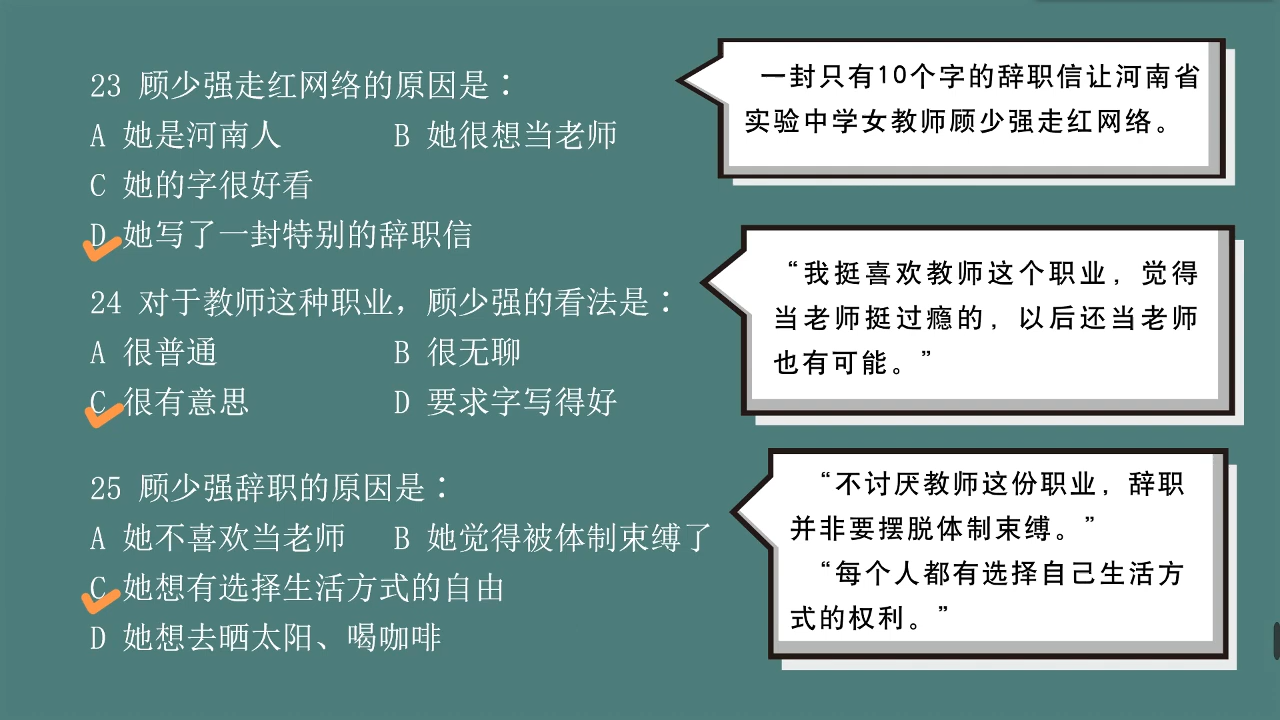 23 顾少强走红网络的原因是：
A 她是河南人 B 她很想当老师
C 她的字很好看
D 她写了一封特别的辞职信
一封只有10个字的辞职信让河南省
实验中学女教师顾少强走红网络。
24 对于教师这种职业，顾少强的看法是：
A 很普通 B 很无聊
C 很有意思 D 要求字写得好
“我挺喜欢教师这个职业，觉得
当老师挺过瘾的，以后还当老师
也有可能。”
25 顾少强辞职的原因是：
A 她不喜欢当老师 B 她觉得被体制束缚了
C 她想有选择生活方式的自由
D 她想去晒太阳、喝咖啡
“不讨厌教师这份职业，辞职
并非要摆脱体制束缚。”
“每个人都有选择自己生活方
式的权利。”